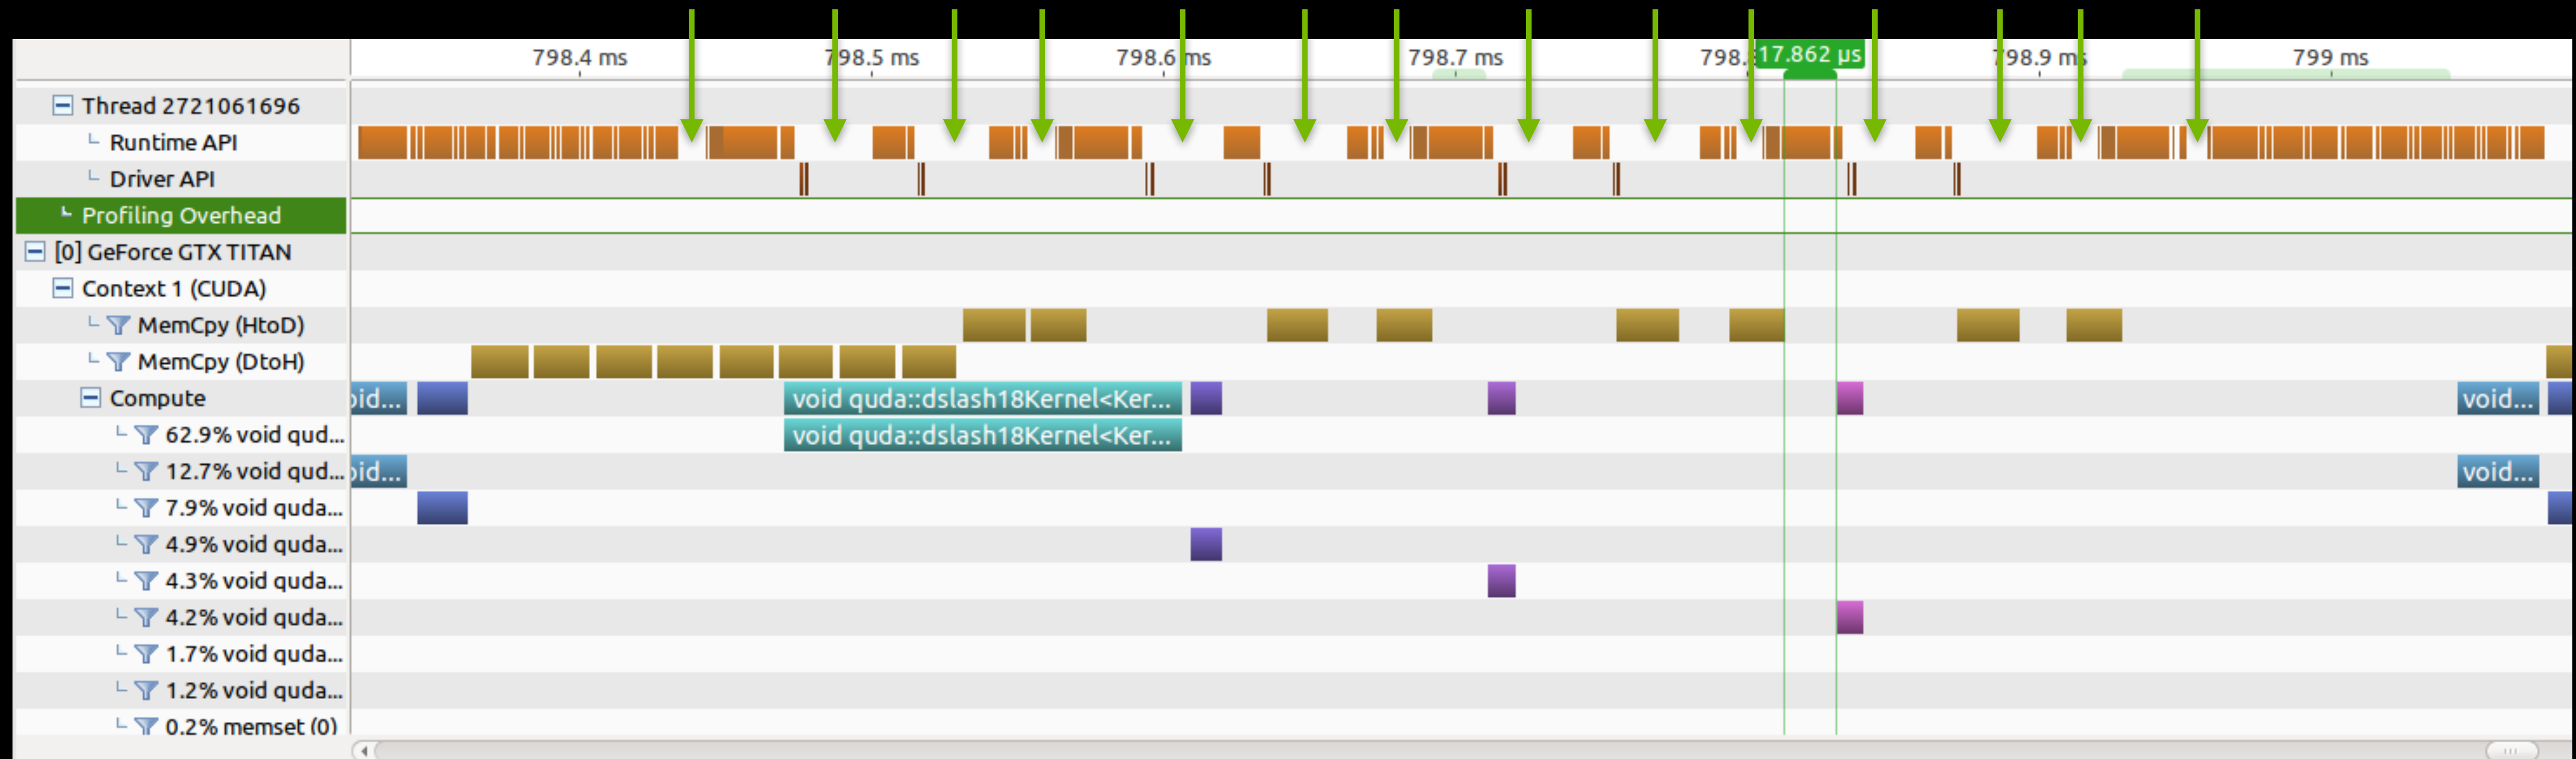 798.4 ms 798.5 ms 798.6 ms 798.7 ms 798. 17.862 µs 798.9 ms 799 ms
Thread 2721061696
Runtime API
Driver API
Profiling Overhead
[0] GeForce GTX TITAN
Context 1 (CUDA)
MemCpy (HtoD)
MemCpy (DtoH)
Compute oid... void quda::dslash18Kernel<Ker... void...
62.9% void qud... void quda::dslash18Kernel<Ker...
12.7% void qud... oid... void...
7.9% void quda...
4.9% void quda...
4.3% void quda...
4.2% void quda...
1.7% void quda...
1.2% void quda...
0.2% memset (0)